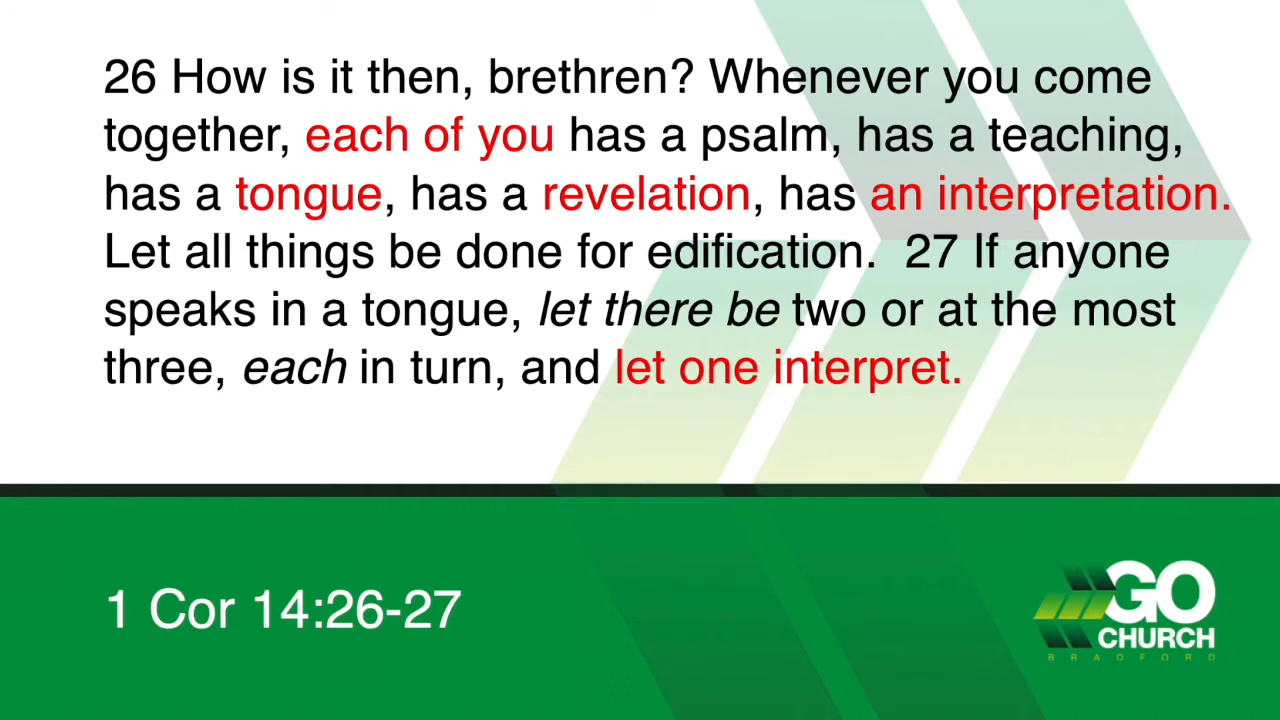 26 How is it then, brethren? Whenever you come
together, each of you has a psalm, has a teaching,
has a tongue, has a revelation, has an interpretation.
Let all things be done for edification.  27 If anyone
speaks in a tongue, let there be two or at the most
three, each in turn, and let one interpret.
1 Cor 14:26-27
GO
CHURCH
BRADFORD